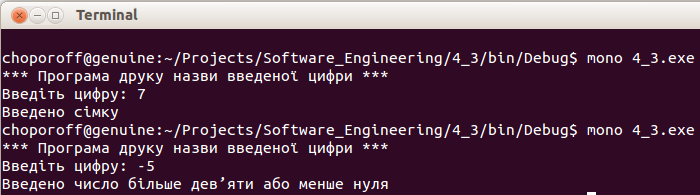 Terminal
choporoff@genuine:~/Projects/Software_Engineering/4_3/bin/Debug$ mono 4_3.exe
*** Програма друку назви введеної цифри ***
Введіть цифру: 7
Введено сімку
choporoff@genuine:~/Projects/Software_Engineering/4_3/bin/Debug$ mono 4_3.exe
*** Програма друку назви введеної цифри ***
Введіть цифру: -5
Введено число більше дев’яти або менше нуля